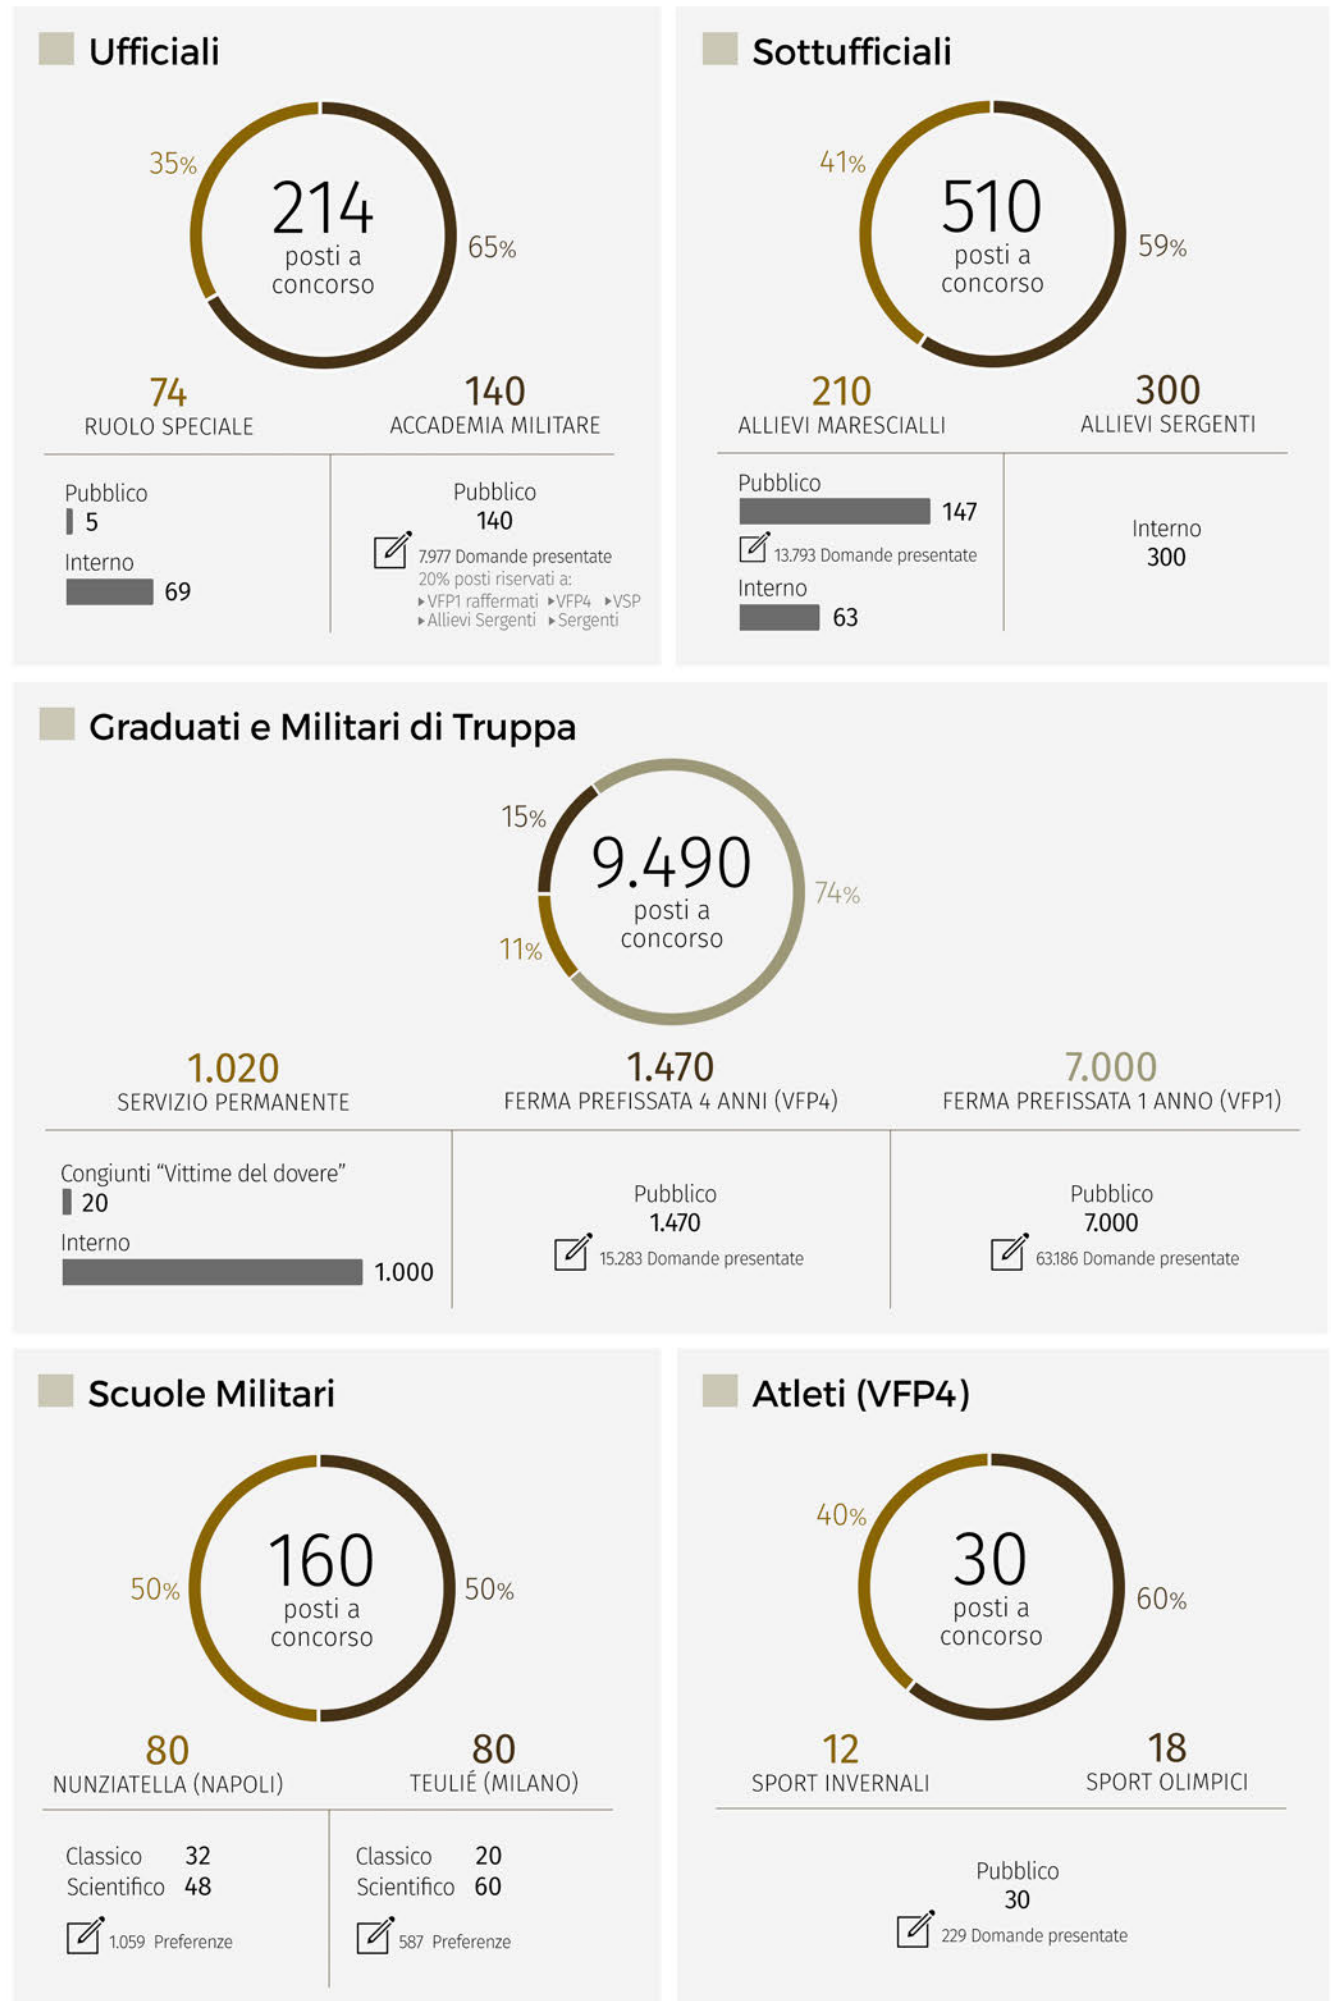 Ufficiali
35%
214
posti a
concorso
65%
74
RUOLO SPECIALE
140
ACCADEMIA MILITARE
Pubblico
5
Interno
69
Pubblico
140
7.977 Domande presentate
20% posti riservati a:
▸VFP1 raffermati ▸VFP4 ▸VSP
▸Allievi Sergenti ▸Sergenti
Sottufficiali
41%
510
posti a
concorso
59%
210
ALLIEVI MARESCIALLI
300
ALLIEVI SERGENTI
Pubblico
147
13.793 Domande presentate
Interno
63
Interno
300
Graduati e Militari di Truppa
15%
9.490
posti a
concorso
74%
11%
1.020
SERVIZIO PERMANENTE
1.470
FERMA PREFISSATA 4 ANNI (VFP4)
7.000
FERMA PREFISSATA 1 ANNO (VFP1)
Congiunti “Vittime del dovere”
20
Interno
1.000
Pubblico
1.470
15.283 Domande presentate
Pubblico
7.000
63.186 Domande presentate
Scuole Militari
50%
160
posti a
concorso
50%
80
NUNZIATELLA (NAPOLI)
80
TEULIÉ (MILANO)
Classico 32
Scientifico 48
1.059 Preferenze
Classico 20
Scientifico 60
587 Preferenze
Atleti (VFP4)
40%
30
posti a
concorso
60%
12
SPORT INVERNALI
18
SPORT OLIMPICI
Pubblico
30
229 Domande presentate